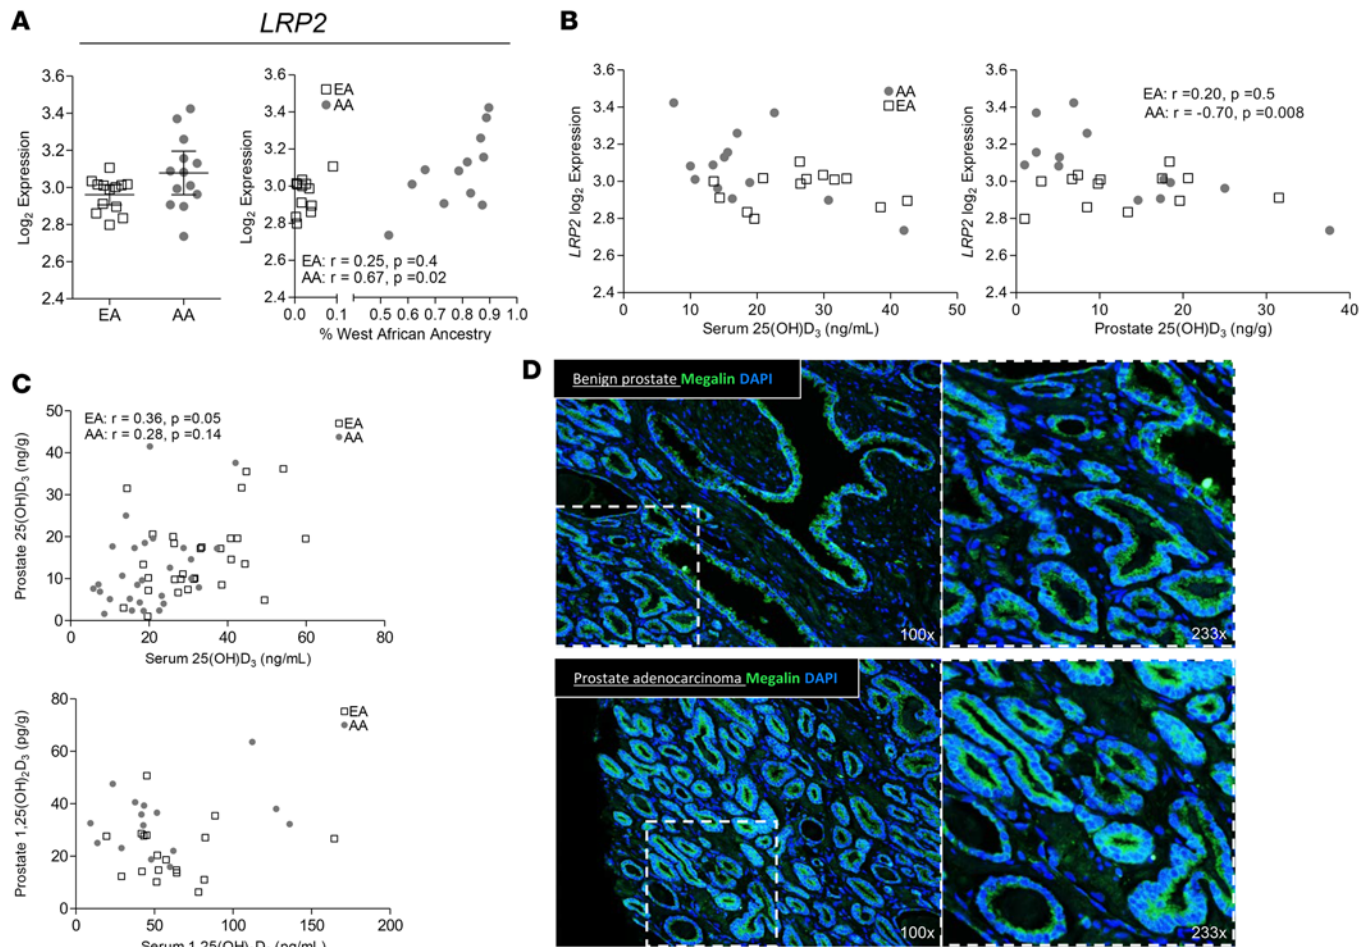 A
LRP2
3.6
3.4
3.2
3.0
2.8
2.6
2.4
Log2 Expression
EA
AA
3.6
3.4
3.2
3.0
2.8
2.6
2.4
Log2 Expression
EA
AA
EA: r = 0.25, p =0.4
AA: r = 0.67, p =0.02
0.0 0.1 0.5 0.6 0.7 0.8 0.9 1.0
% West African Ancestry
B
3.6
3.4
3.2
3.0
2.8
2.6
2.4
LRP2 log2 Expression
AA
EA
0 10 20 30 40 50
Serum 25(OH)D3 (ng/mL)
3.6
3.4
3.2
3.0
2.8
2.6
2.4
LRP2 log2 Expression
EA: r =0.20, p =0.5
AA: r = -0.70, p =0.008
0 10 20 30 40
Prostate 25(OH)D3 (ng/g)
C
50
40
30
20
10
0
Prostate 25(OH)D3 (ng/g)
EA: r = 0.36, p =0.05
AA: r = 0.28, p =0.14
EA
AA
0 20 40 60 80
Serum 25(OH)D3 (ng/mL)
80
60
40
20
0
Prostate 1,25(OH)2D3 (pg/g)
EA
AA
0 50 100 150 200
Serum 1,25(OH)2D3 (pg/mL)
D
Benign prostate Megalin DAPI
100x
233x
Prostate adenocarcinoma Megalin DAPI
100x
233x